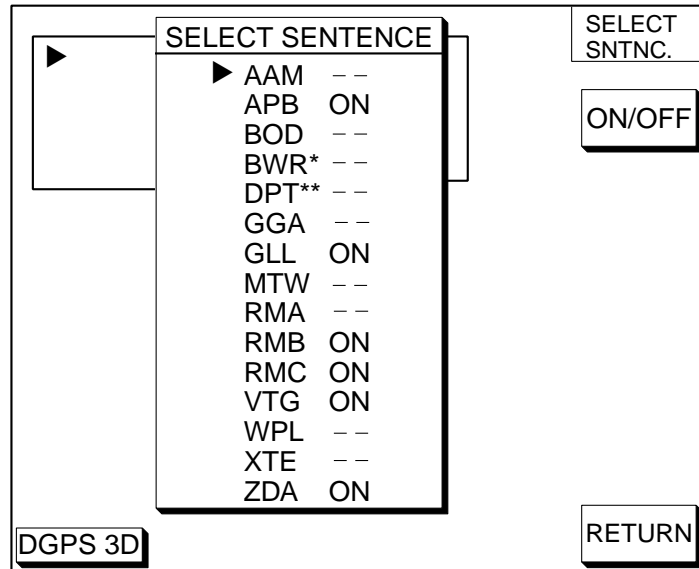 SELECT SENTENCE
▶ AAM – –
APB ON
BOD – –
BWR* – –
DPT** – –
GGA – –
GLL ON
MTW – –
RMA – –
RMB ON
RMC ON
VTG ON
WPL – –
XTE – –
ZDA ON
SELECT
SNTNC.
ON/OFF
RETURN
DGPS 3D